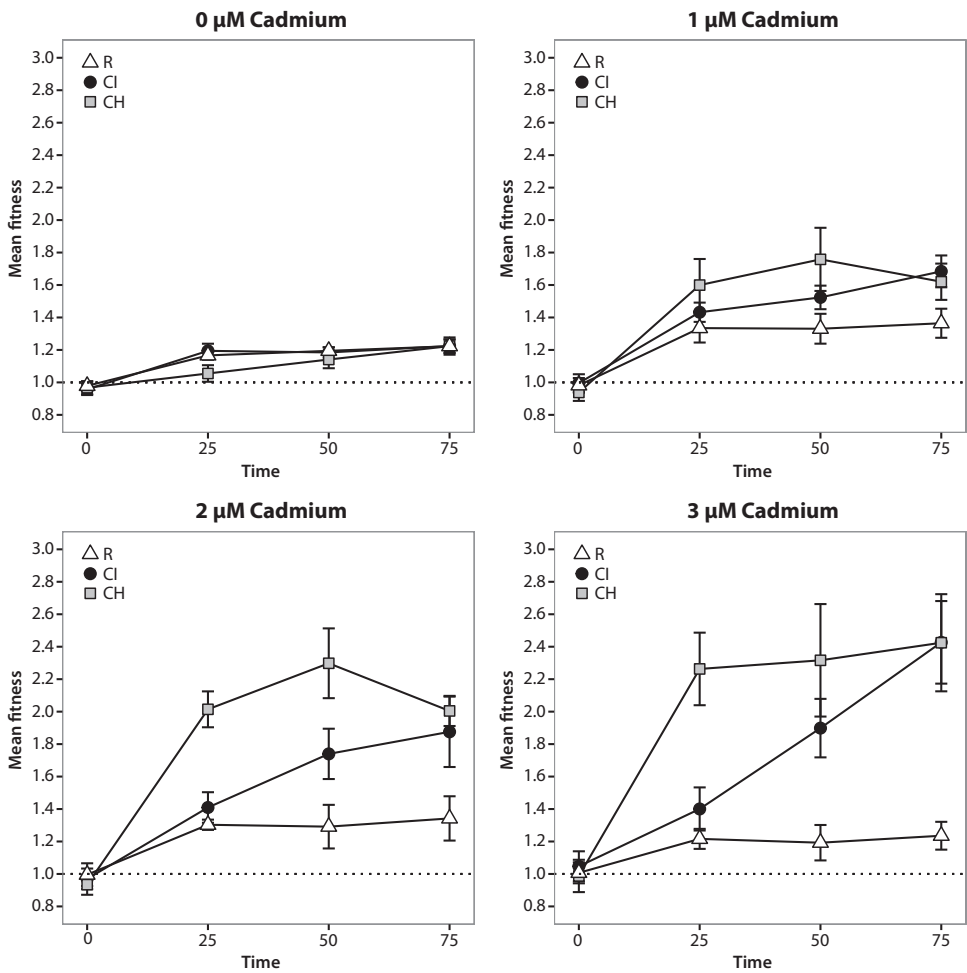 0 μM Cadmium
3.0
2.8
2.6
2.4
2.2
2.0
1.8
1.6
1.4
1.2
1.0
0.8
Mean fitness
R
CI
CH
0 25 50 75
Time
1 μM Cadmium
3.0
2.8
2.6
2.4
2.2
2.0
1.8
1.6
1.4
1.2
1.0
0.8
Mean fitness
R
CI
CH
0 25 50 75
Time
2 μM Cadmium
3.0
2.8
2.6
2.4
2.2
2.0
1.8
1.6
1.4
1.2
1.0
0.8
Mean fitness
R
CI
CH
0 25 50 75
Time
3 μM Cadmium
3.0
2.8
2.6
2.4
2.2
2.0
1.8
1.6
1.4
1.2
1.0
0.8
Mean fitness
R
CI
CH
0 25 50 75
Time